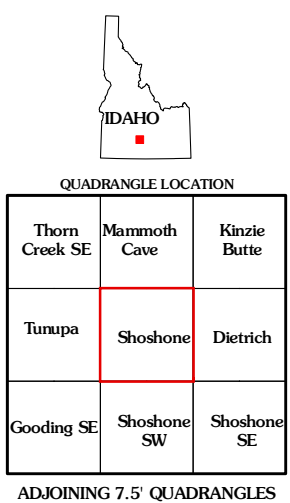 IDAHO
QUADRANGLE LOCATION
Thorn
Creek SE
Mammoth
Cave
Kinzie
Butte
Tunupa
Shoshone
Dietrich
Gooding SE
Shoshone
SW
Shoshone
SE
ADJOINING 7.5' QUADRANGLES